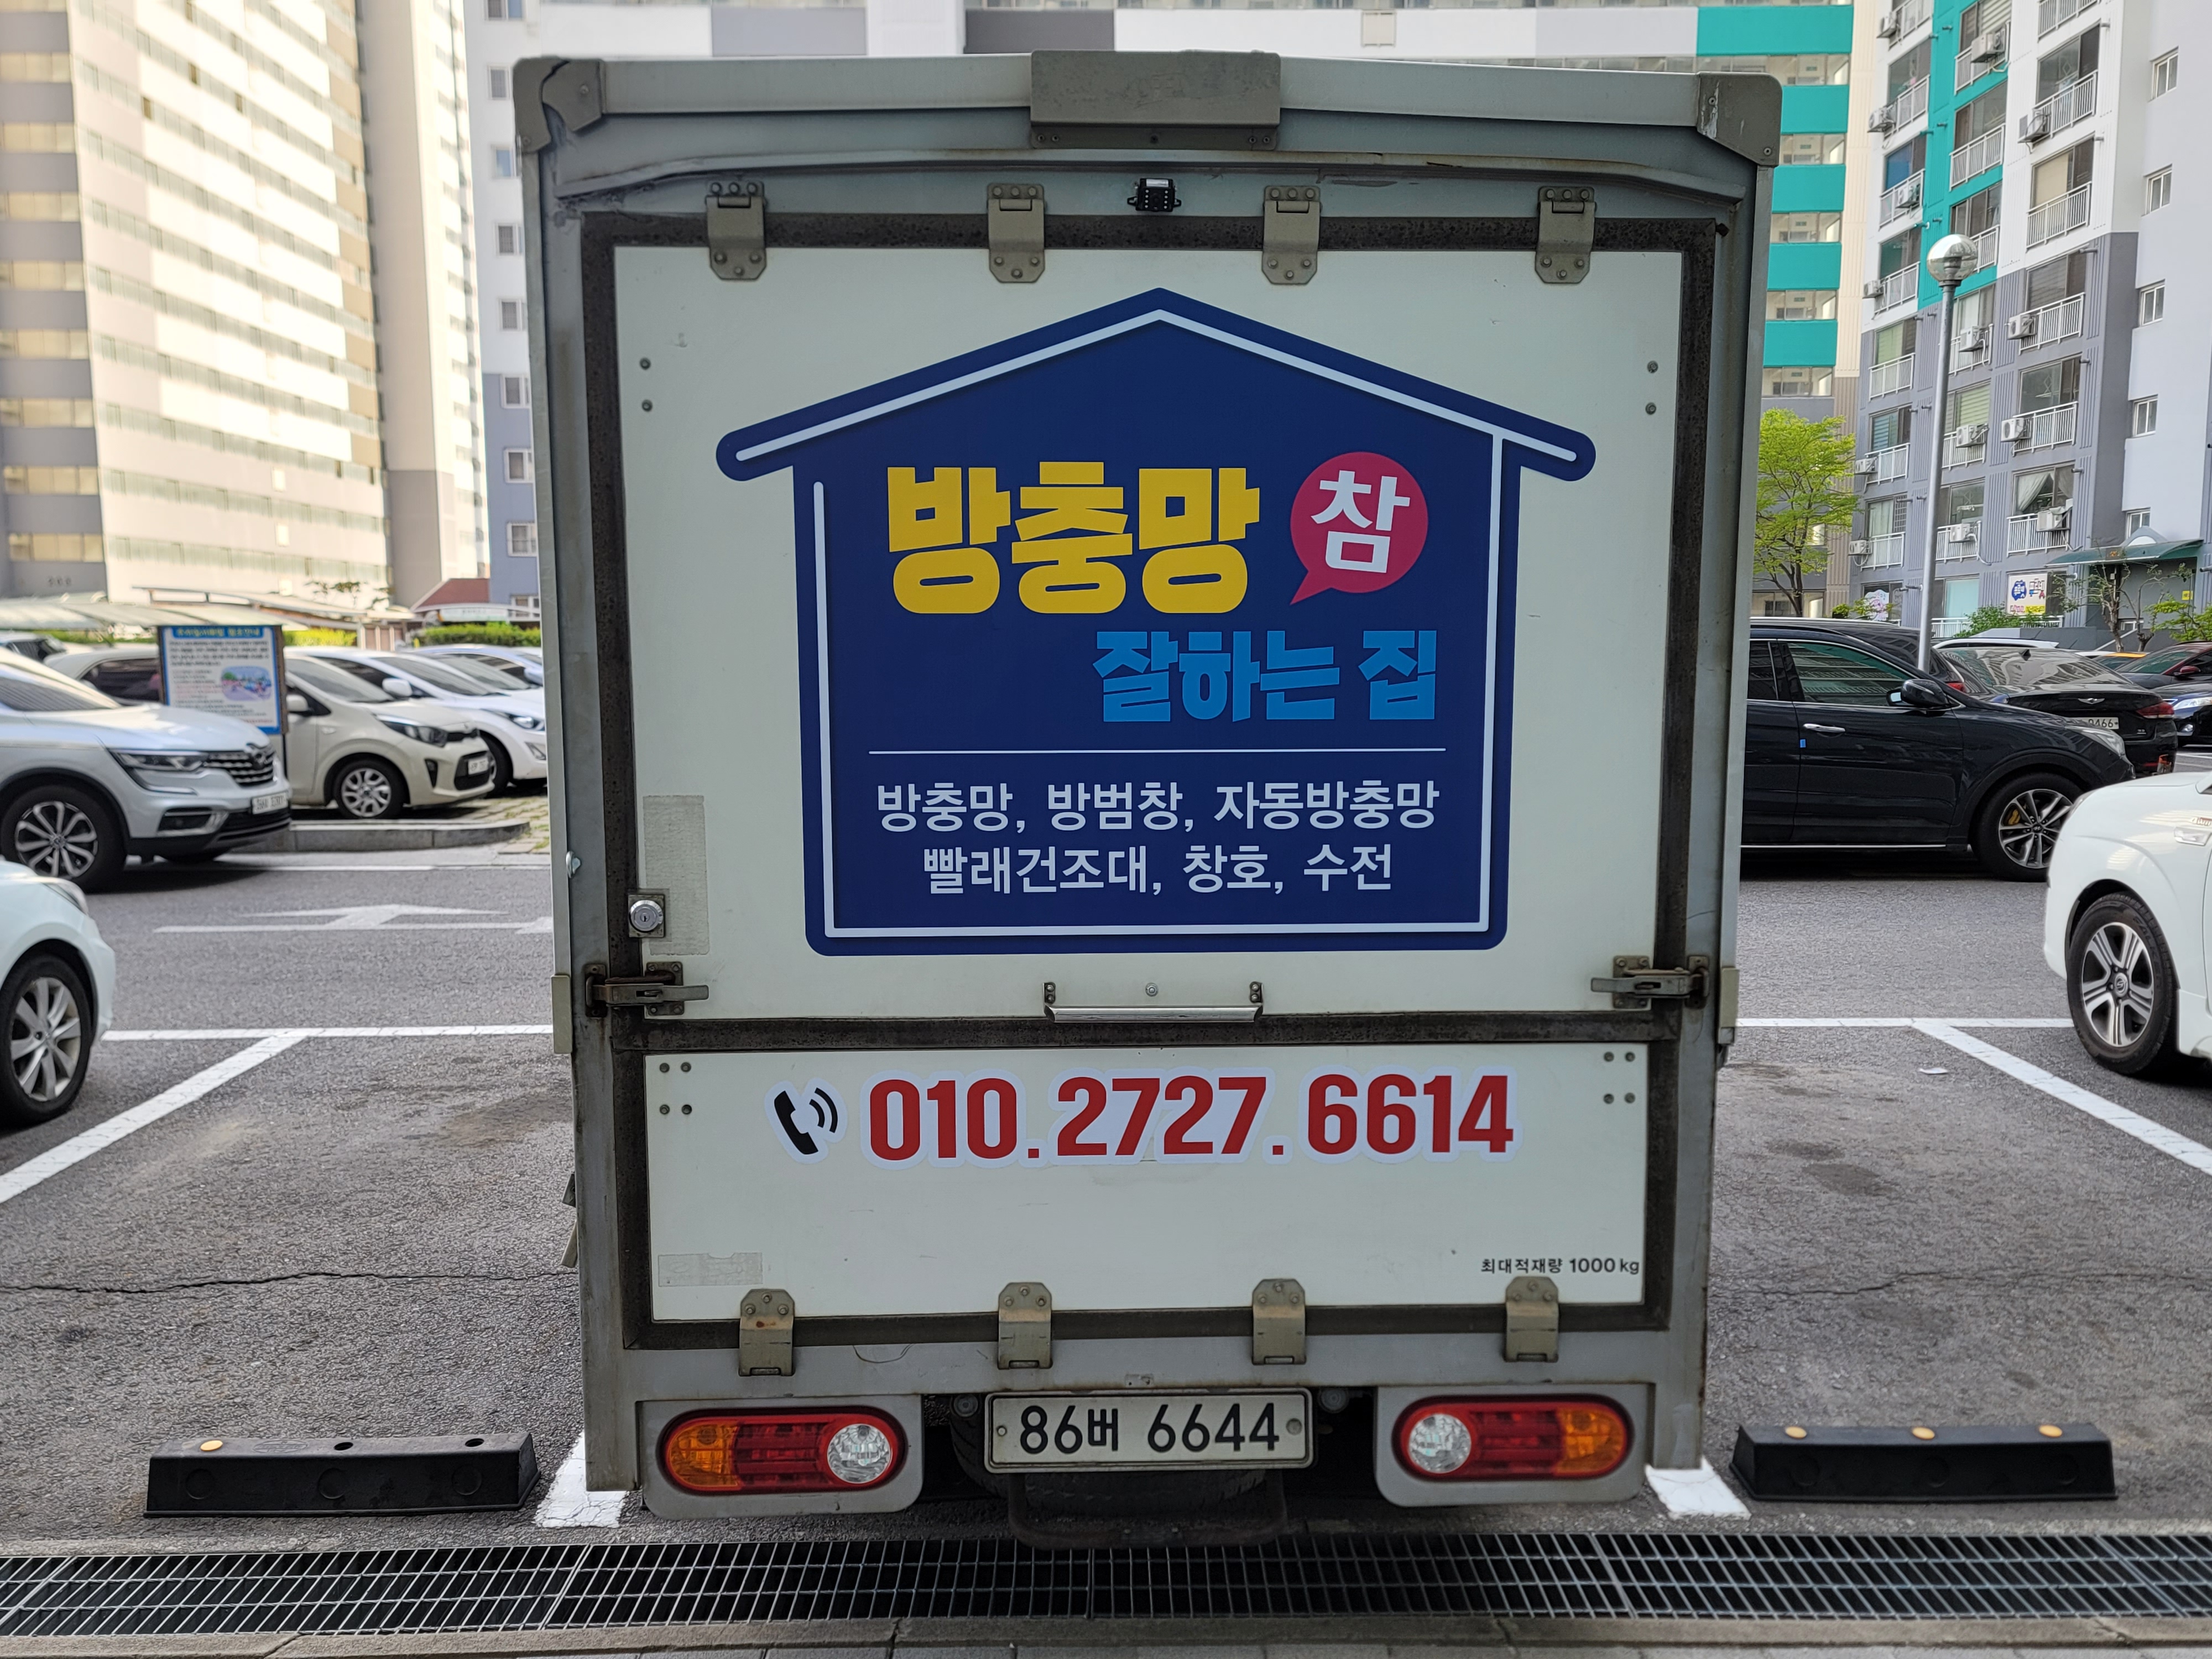 방충망 참
잘하는 집
방충망, 방범창, 자동방충망
빨래건조대, 창호, 수전
010.2727.6614
최대적재량 1000kg
86버 6644